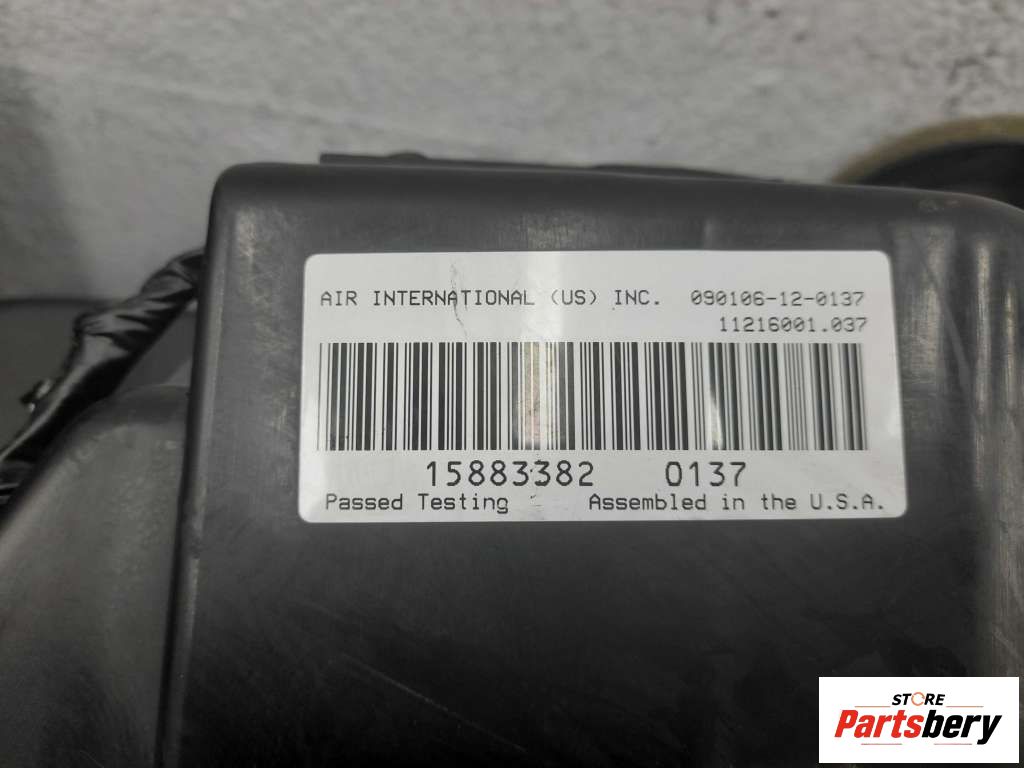 AIR INTERNATIONAL (US) INC. 090106-12-0137
11216001.037
15883382 0137
Passed Testing Assembled in the U.S.A.
STORE
Partsbery